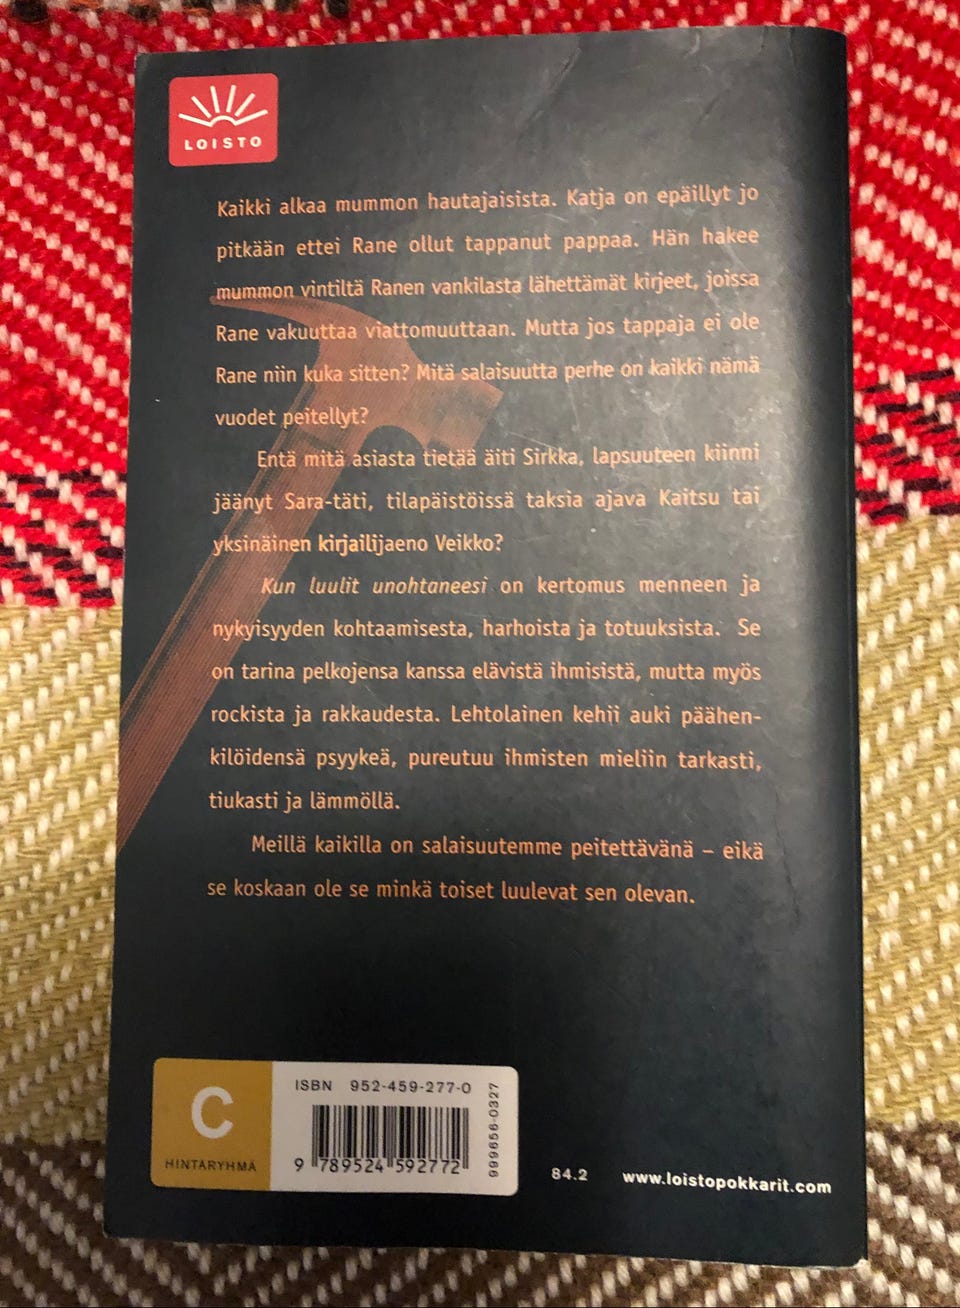 LOISTO
Kaikki alkaa mummon hautajaisista. Katja on epäillyt jo
pitkään ettei Rane ollut tappanut pappaa. Hän hakee
mummon vintiltä Ranen vankilasta lähettämät kirjeet, joissa
Rane vakuuttaa viattomuuttaan. Mutta jos tappaja ei ole
Rane niin kuka sitten? Mitä salaisuutta perhe on kaikki nämä
vuodet peitellyt?
Entä mitä asiasta tietää äiti Sirkka, lapsuuteen kiinni
jäänyt Sara-täti, tilapäistöissä taksia ajava Kaitsu tai
yksinäinen kirjailijaeno Veikko?
Kun luulit unohtaneesi on kertomus menneen ja
nykyisyyden kohtaamisesta, harhoista ja totuuksista. Se
on tarina pelkojensa kanssa elävistä ihmisistä, mutta myös
rockista ja rakkaudesta. Lehtolainen kehii auki päähen-
kilöidensä psyykeä, pureutuu ihmisten mieliin tarkasti,
tiukasti ja lämmöllä.
Meillä kaikilla on salaisuutemme peitettävänä – eikä
se koskaan ole se minkä toiset luulevat sen olevan.
C
HINTARYHMÄ
ISBN 952-459-277-0
9 789524 592772
999656-0327
84.2
www.loistopokkarit.com